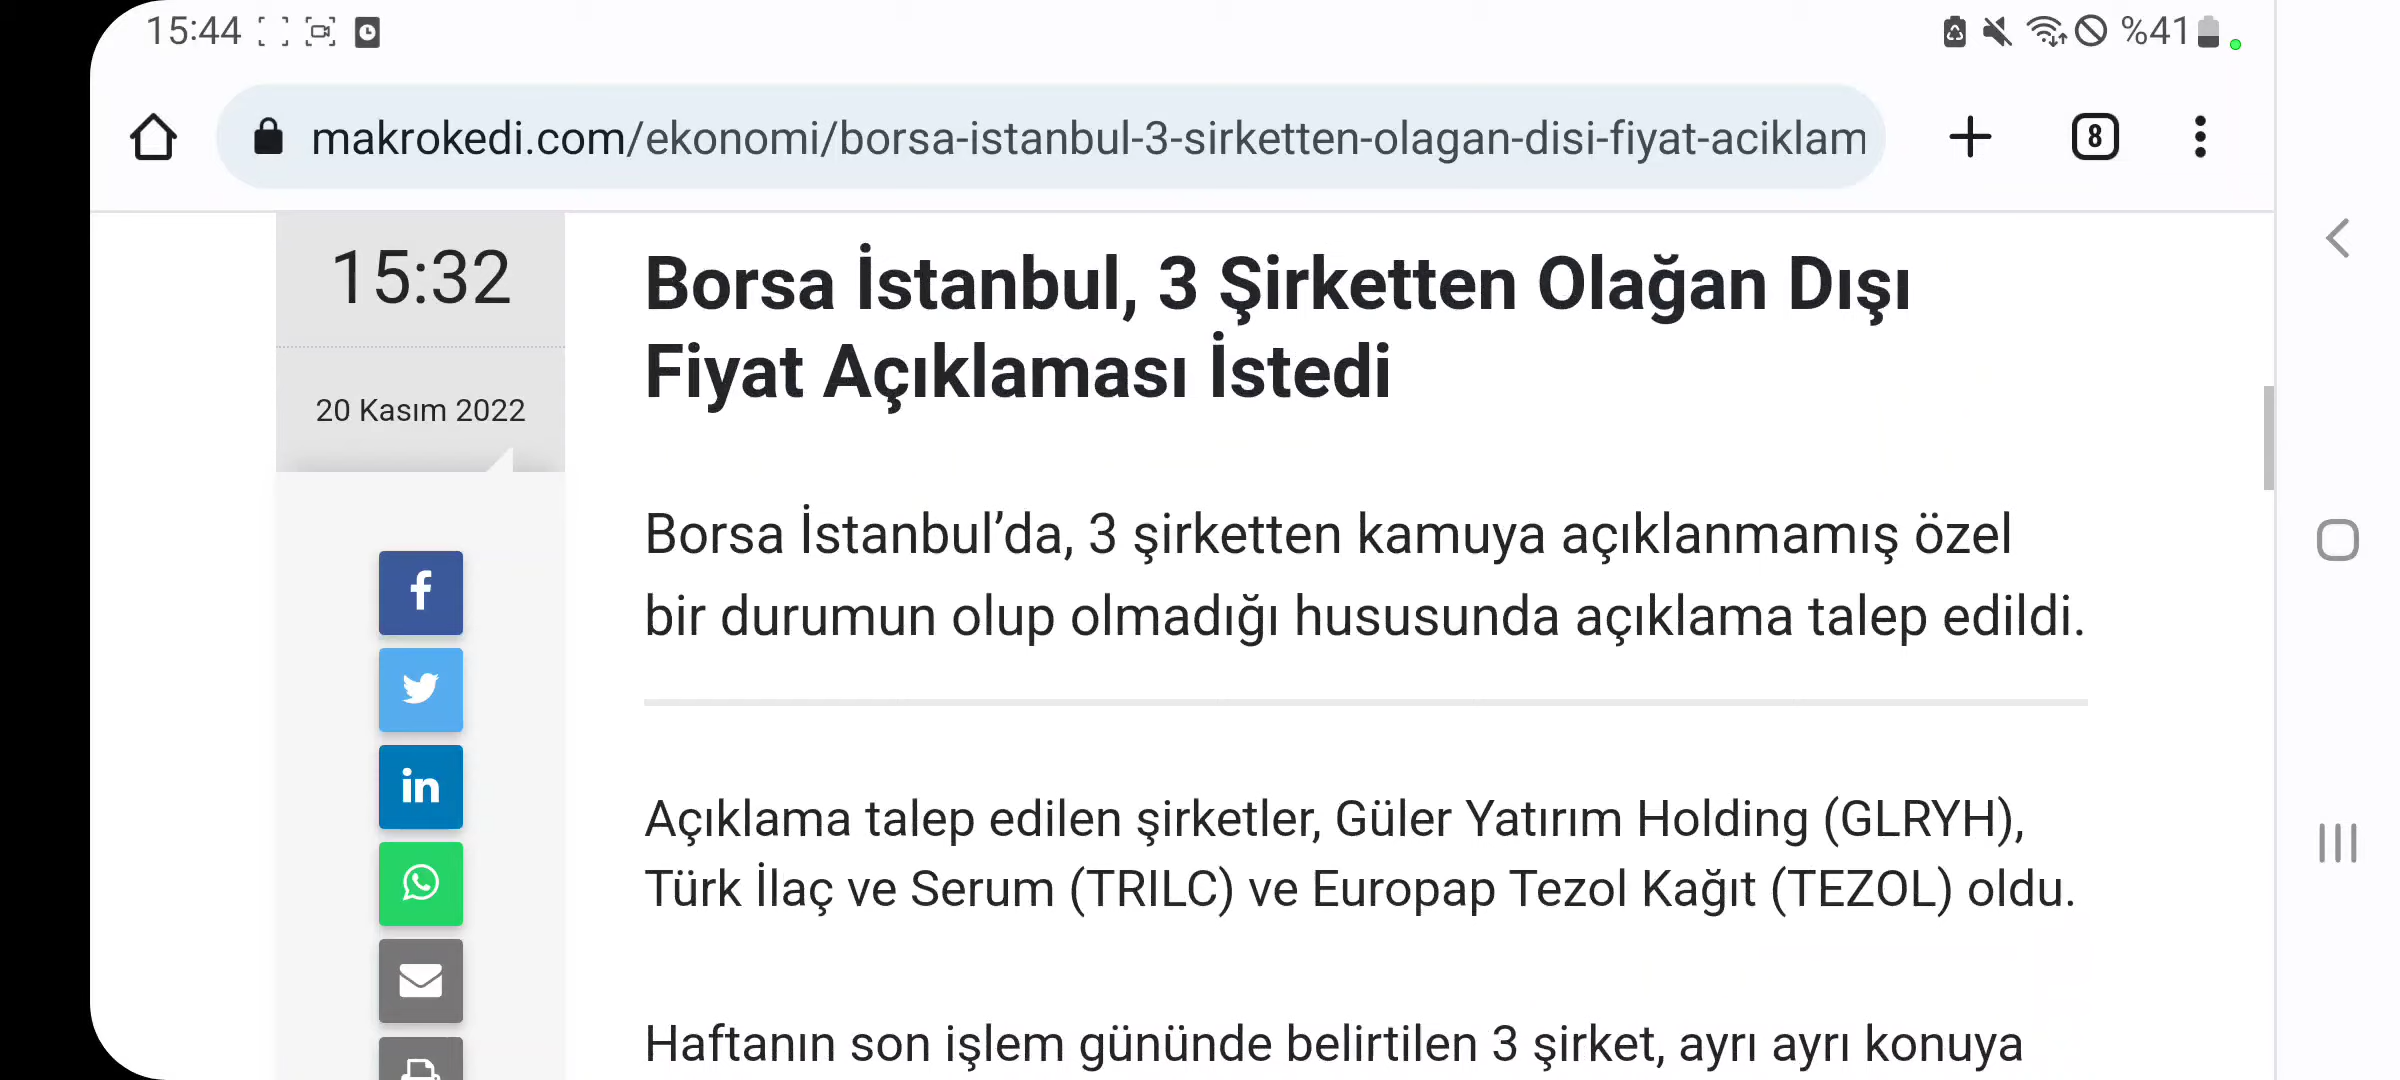 15:44
%41
makrokedi.com/ekonomi/borsa-istanbul-3-sirketten-olagan-disi-fiyat-aciklam
8
15:32
20 Kasım 2022
Borsa İstanbul, 3 Şirketten Olağan Dışı
Fiyat Açıklaması İstedi
Borsa İstanbul’da, 3 şirketten kamuya açıklanmamış özel
bir durumun olup olmadığı hususunda açıklama talep edildi.
f
in
Açıklama talep edilen şirketler, Güler Yatırım Holding (GLRYH),
Türk İlaç ve Serum (TRILC) ve Europap Tezol Kağıt (TEZOL) oldu.
Haftanın son işlem gününde belirtilen 3 şirket, ayrı ayrı konuya